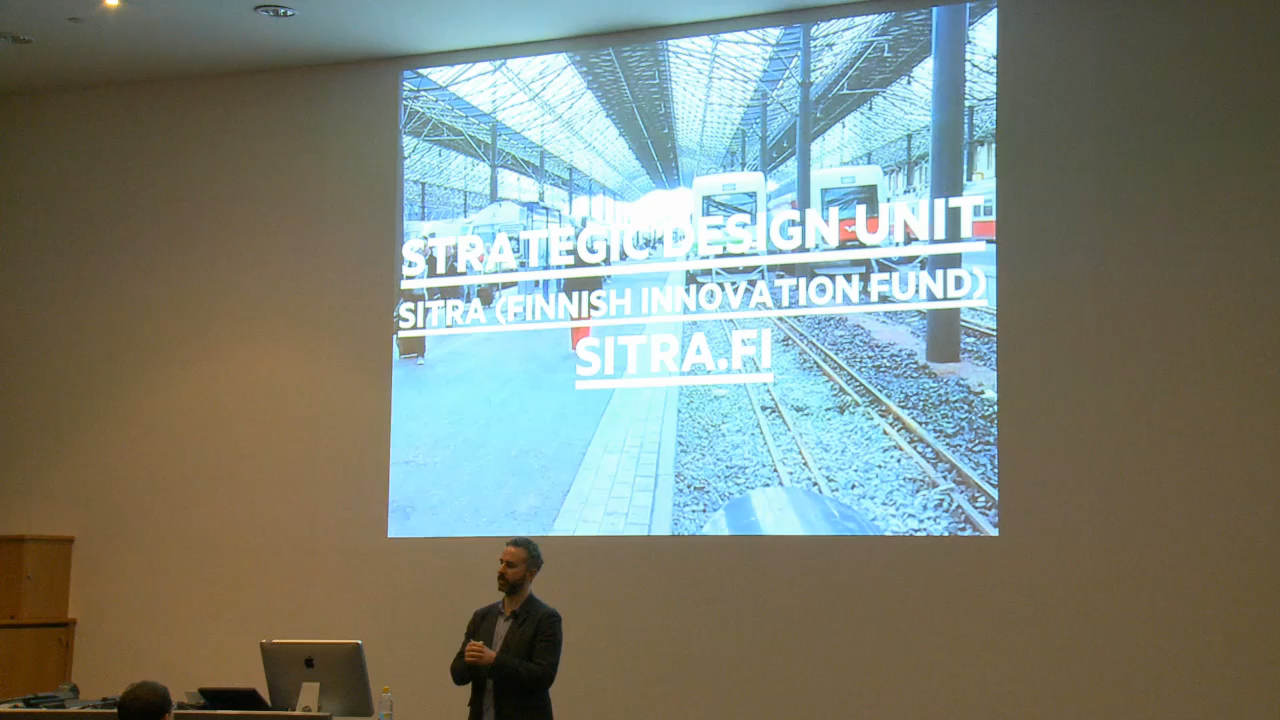 STRATEGIC DESIGN UNIT
SITRA (FINNISH INNOVATION FUND)
SITRA.FI